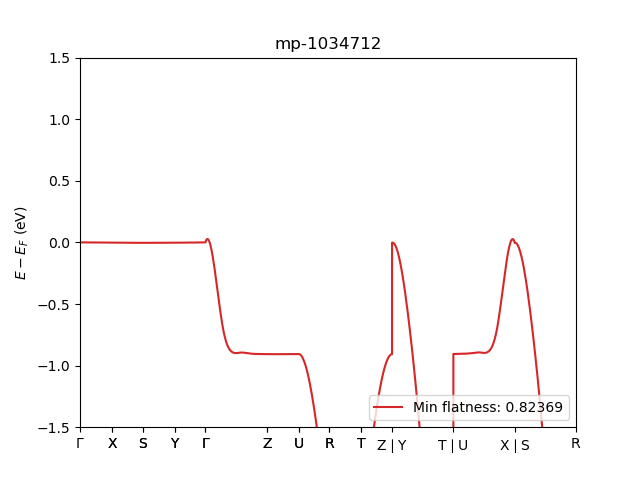 mp-1034712
E − E_F (eV)
1.5
1.0
0.5
0.0
−0.5
−1.0
−1.5
Γ X S Y Γ Z U R T Z | Y T | U X | S R
Min flatness: 0.82369